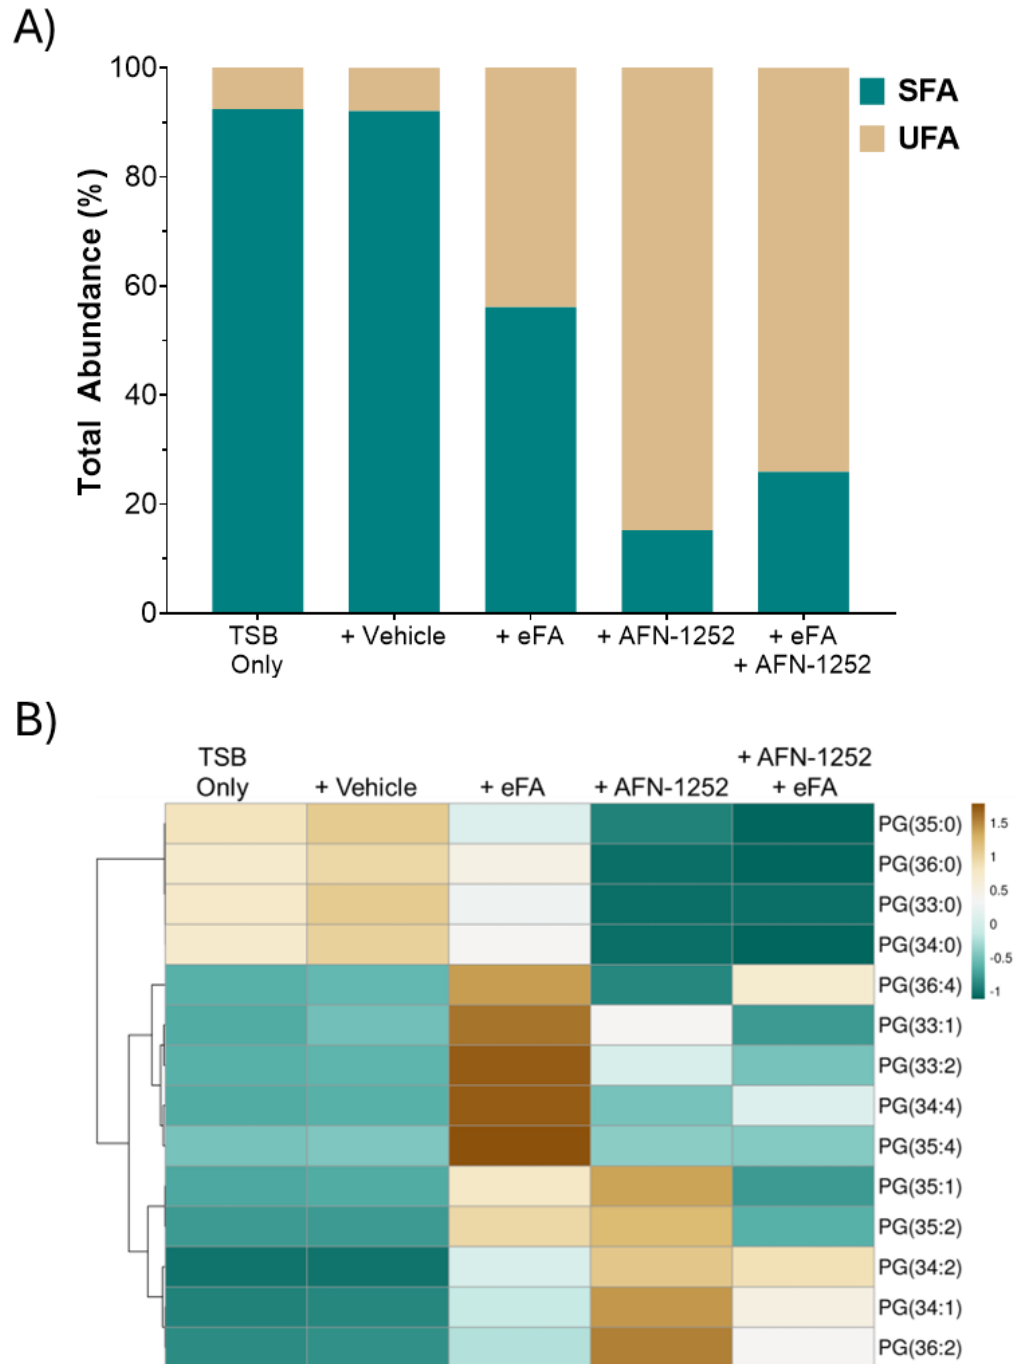 A)
100
80
60
40
20
0
Total Abundance (%)
SFA
UFA
TSB
Only
+ Vehicle
+ eFA
+ AFN-1252
+ eFA
+ AFN-1252
B)
TSB
Only
+ Vehicle
+ eFA
+ AFN-1252
+ AFN-1252
+ eFA
PG(35:0)
PG(36:0)
PG(33:0)
PG(34:0)
PG(36:4)
PG(33:1)
PG(33:2)
PG(34:4)
PG(35:4)
PG(35:1)
PG(35:2)
PG(34:2)
PG(34:1)
PG(36:2)
1.5
1
0.5
0
-0.5
-1